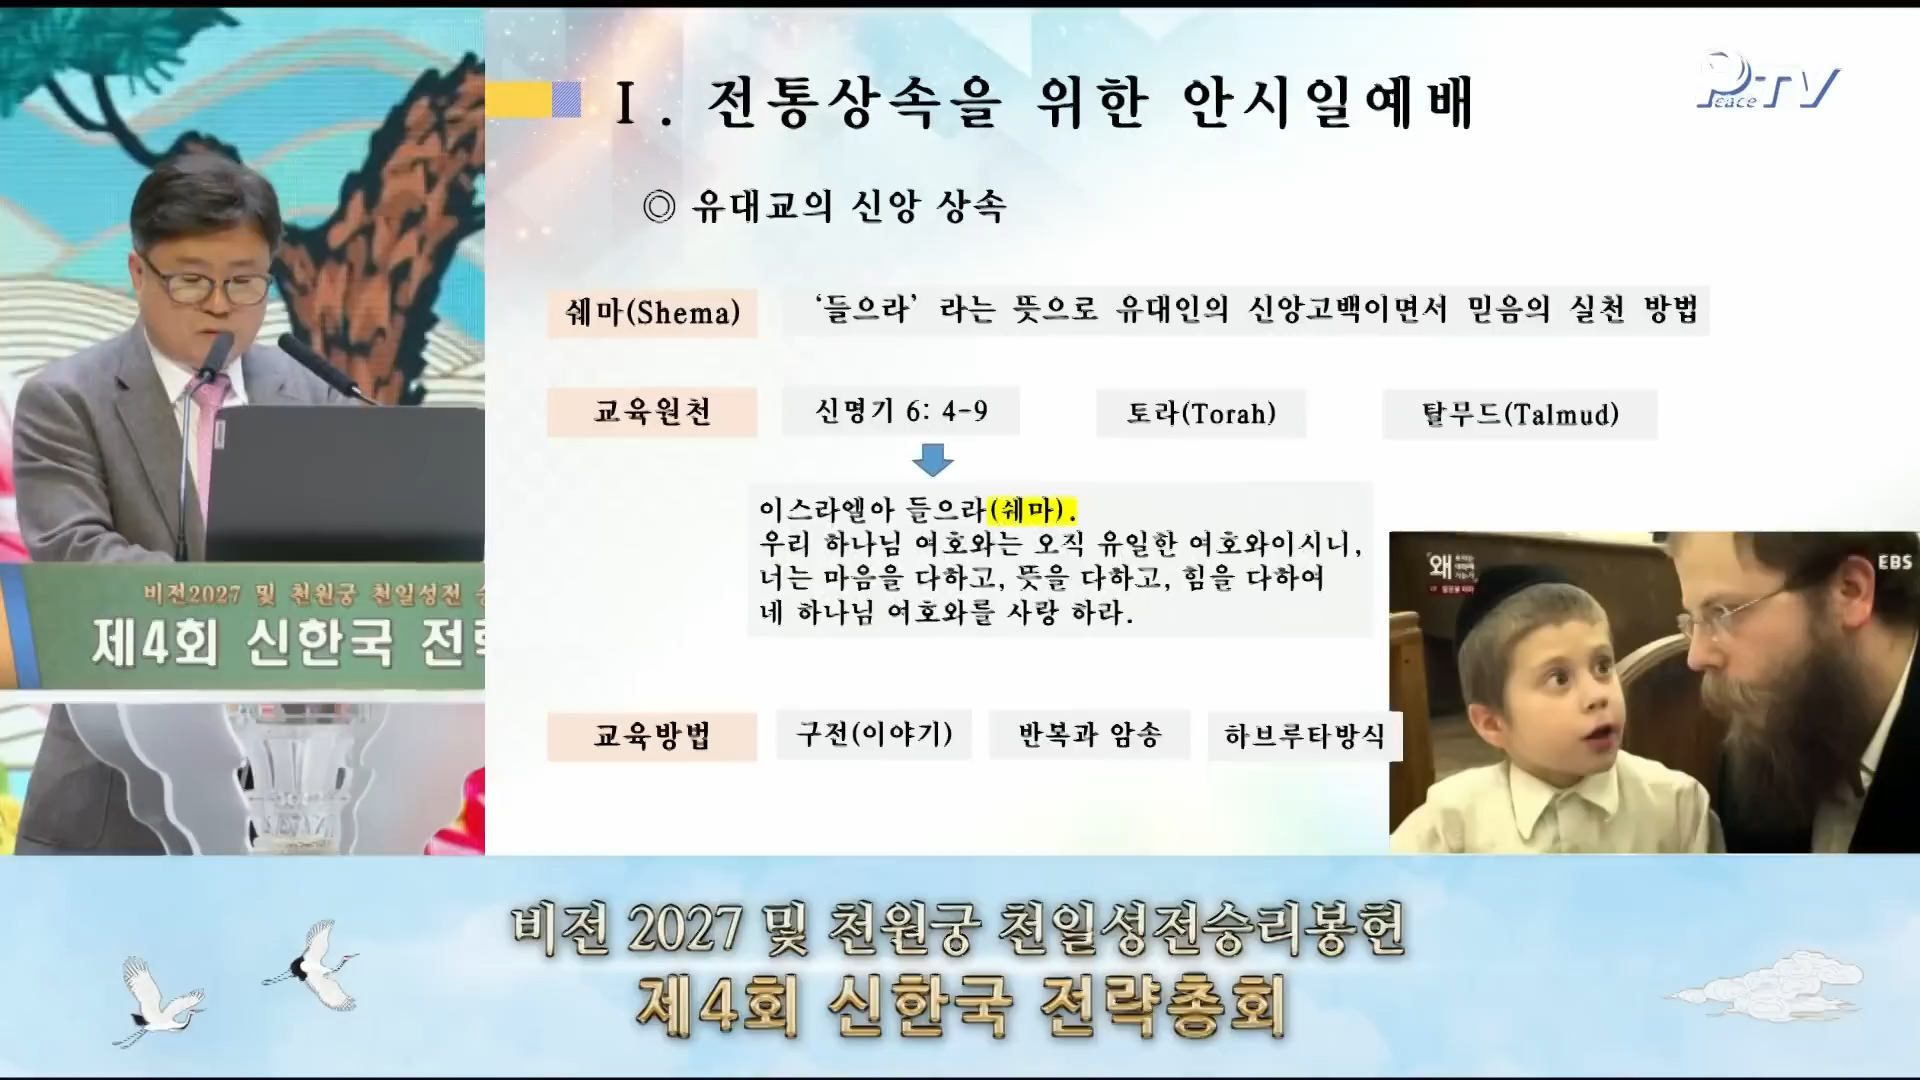 Peace TV
Ⅰ. 전통상속을 위한 안시일예배
◎ 유대교의 신앙 상속
쉐마(Shema)
‘들으라’ 라는 뜻으로 유대인의 신앙고백이면서 믿음의 실천 방법
교육원천
신명기 6: 4-9
토라(Torah)
탈무드(Talmud)
이스라엘아 들으라(쉐마).
우리 하나님 여호와는 오직 유일한 여호와이시니,
너는 마음을 다하고, 뜻을 다하고, 힘을 다하여
네 하나님 여호와를 사랑 하라.
왜
EBS
교육방법
구전(이야기)
반복과 암송
하브루타방식
비전2027 및 천원궁 천일성전
제4회 신한국
비전 2027 및 천원궁 천일성전승리봉헌
제4회 신한국 전략총회